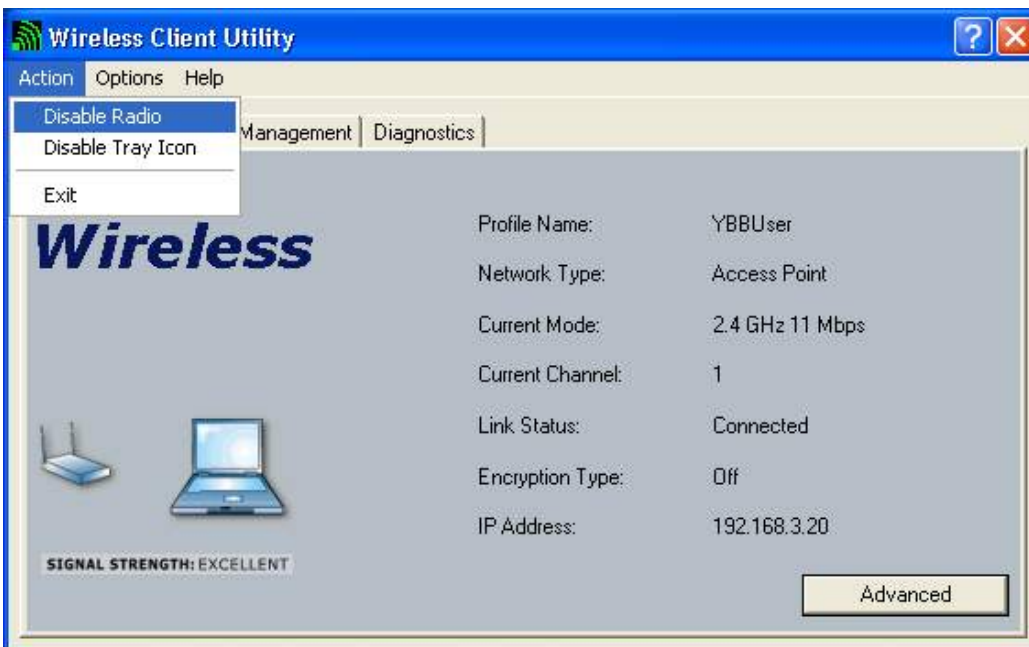 Wireless Client Utility
Action Options Help
Disable Radio
Disable Tray Icon
Exit
Management Diagnostics
Wireless
Profile Name: YBBUser
Network Type: Access Point
Current Mode: 2.4 GHz 11 Mbps
Current Channel: 1
Link Status: Connected
Encryption Type: Off
IP Address: 192.168.3.20
SIGNAL STRENGTH: EXCELLENT
Advanced